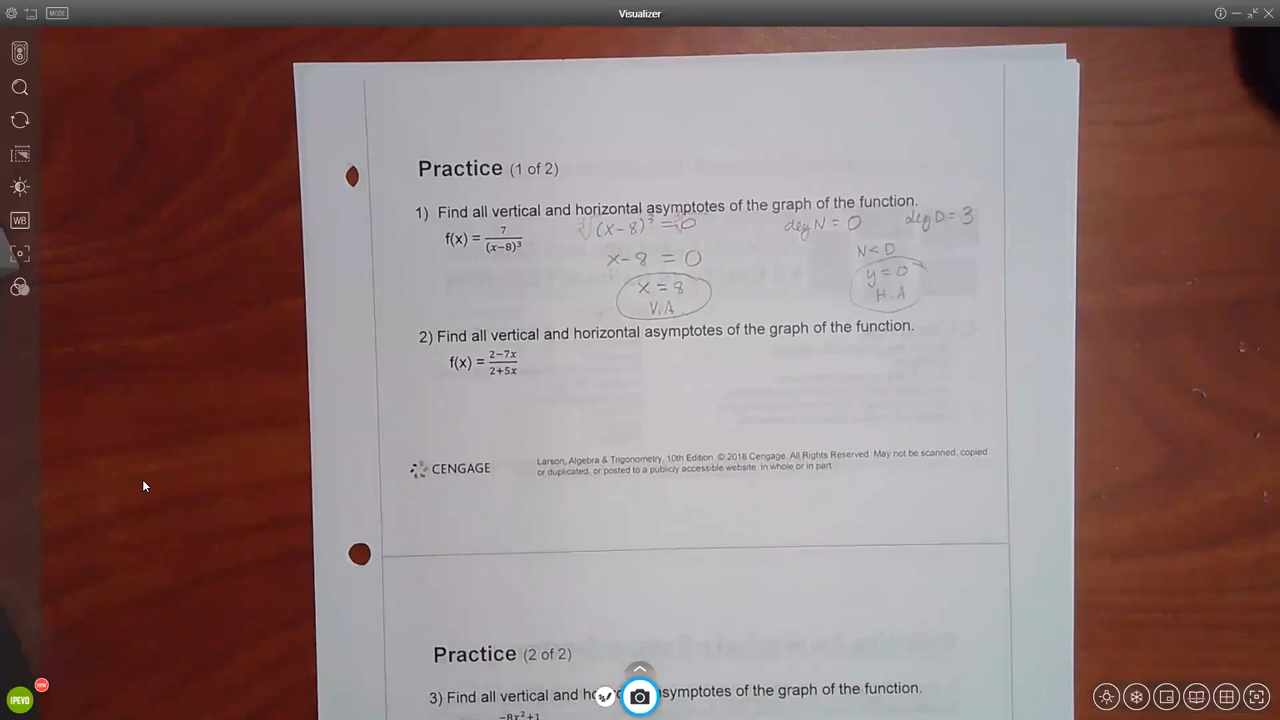 MODE
Visualizer
WB
Practice (1 of 2)
1) Find all vertical and horizontal asymptotes of the graph of the function.
f(x) = 7/(x−8)³
∛(x-8)³ = ∛0
x-8 = 0
x = 8
V.A
deg N = 0 deg D = 3
N < D
y = 0
H.A
2) Find all vertical and horizontal asymptotes of the graph of the function.
f(x) = 2−7x/2+5x
CENGAGE
Larson, Algebra & Trigonometry, 10th Edition. © 2018 Cengage. All Rights Reserved. May not be scanned, copied
or duplicated, or posted to a publicly accessible website, in whole or in part.
Practice (2 of 2)
3) Find all vertical and asymptotes of the graph of the function.
−8x²+1
IPEVO
new